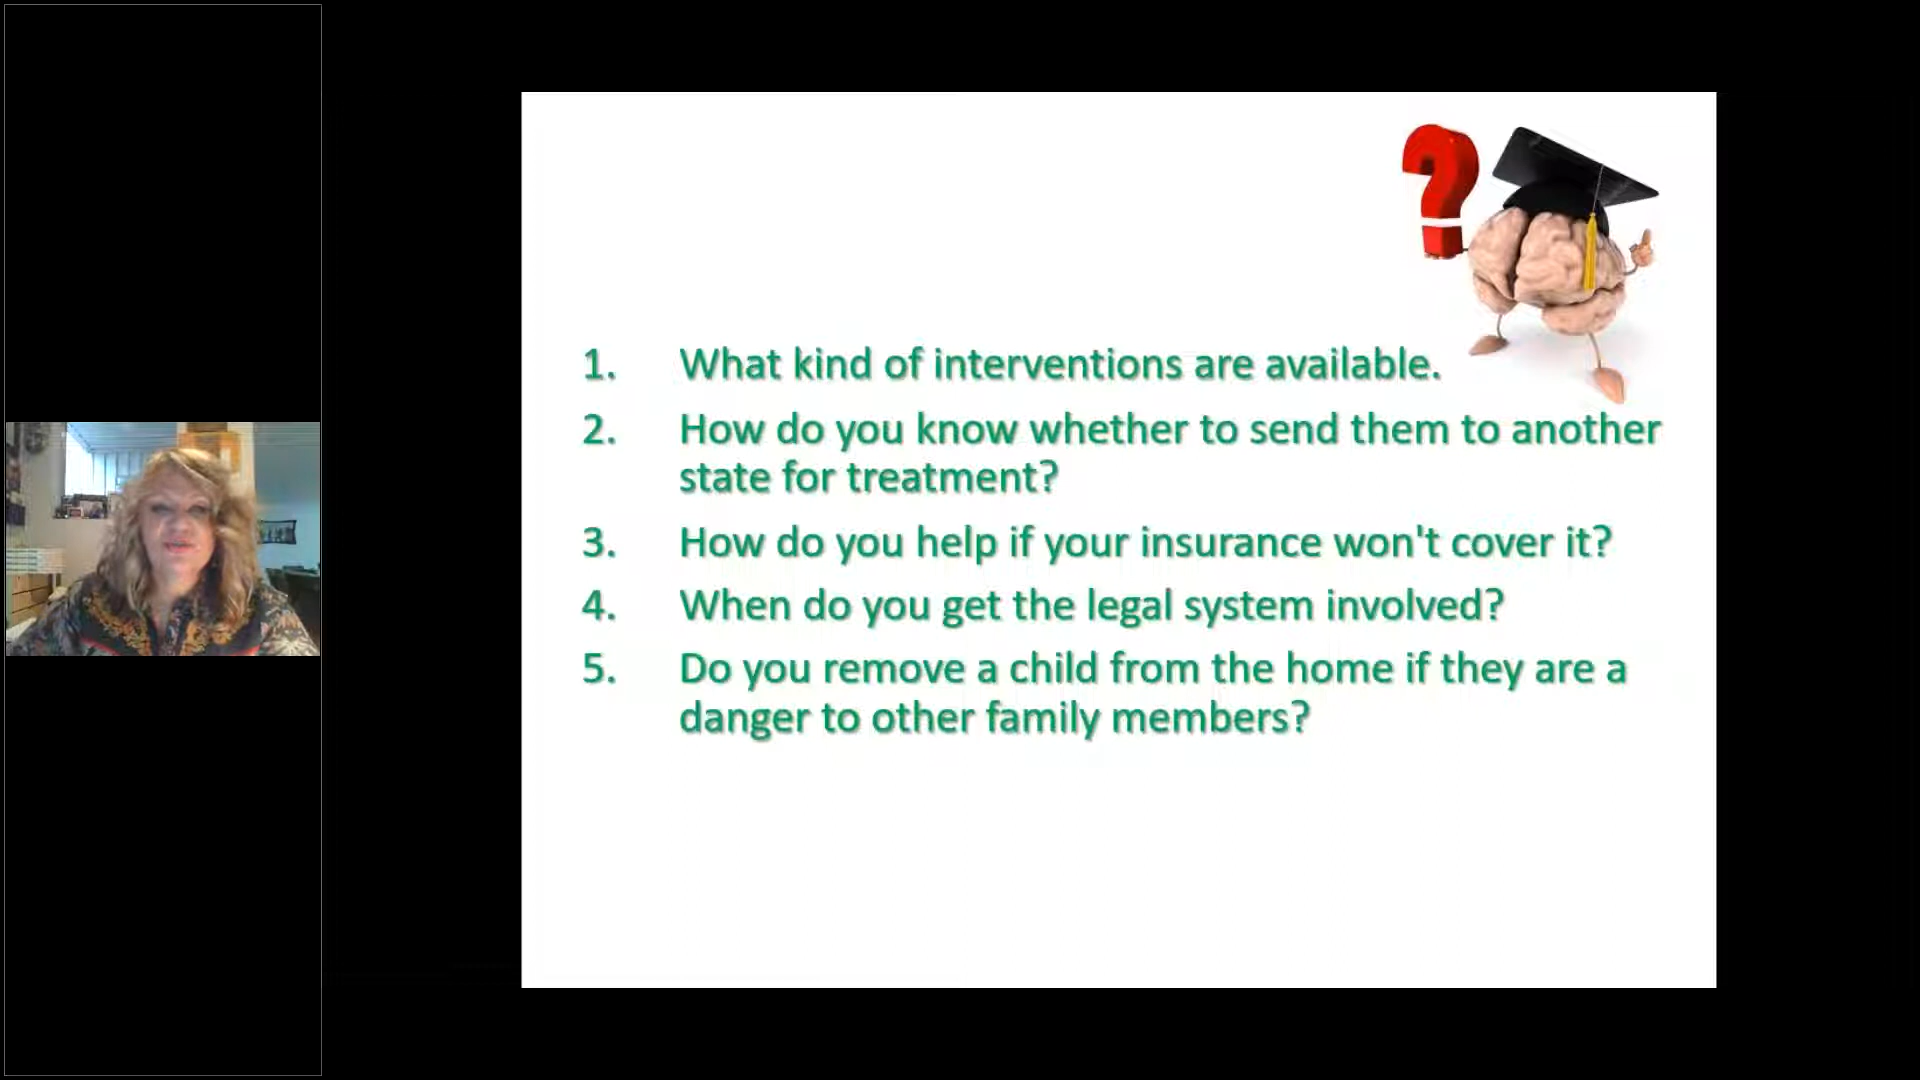 1. What kind of interventions are available.
2. How do you know whether to send them to another
state for treatment?
3. How do you help if your insurance won't cover it?
4. When do you get the legal system involved?
5. Do you remove a child from the home if they are a
danger to other family members?